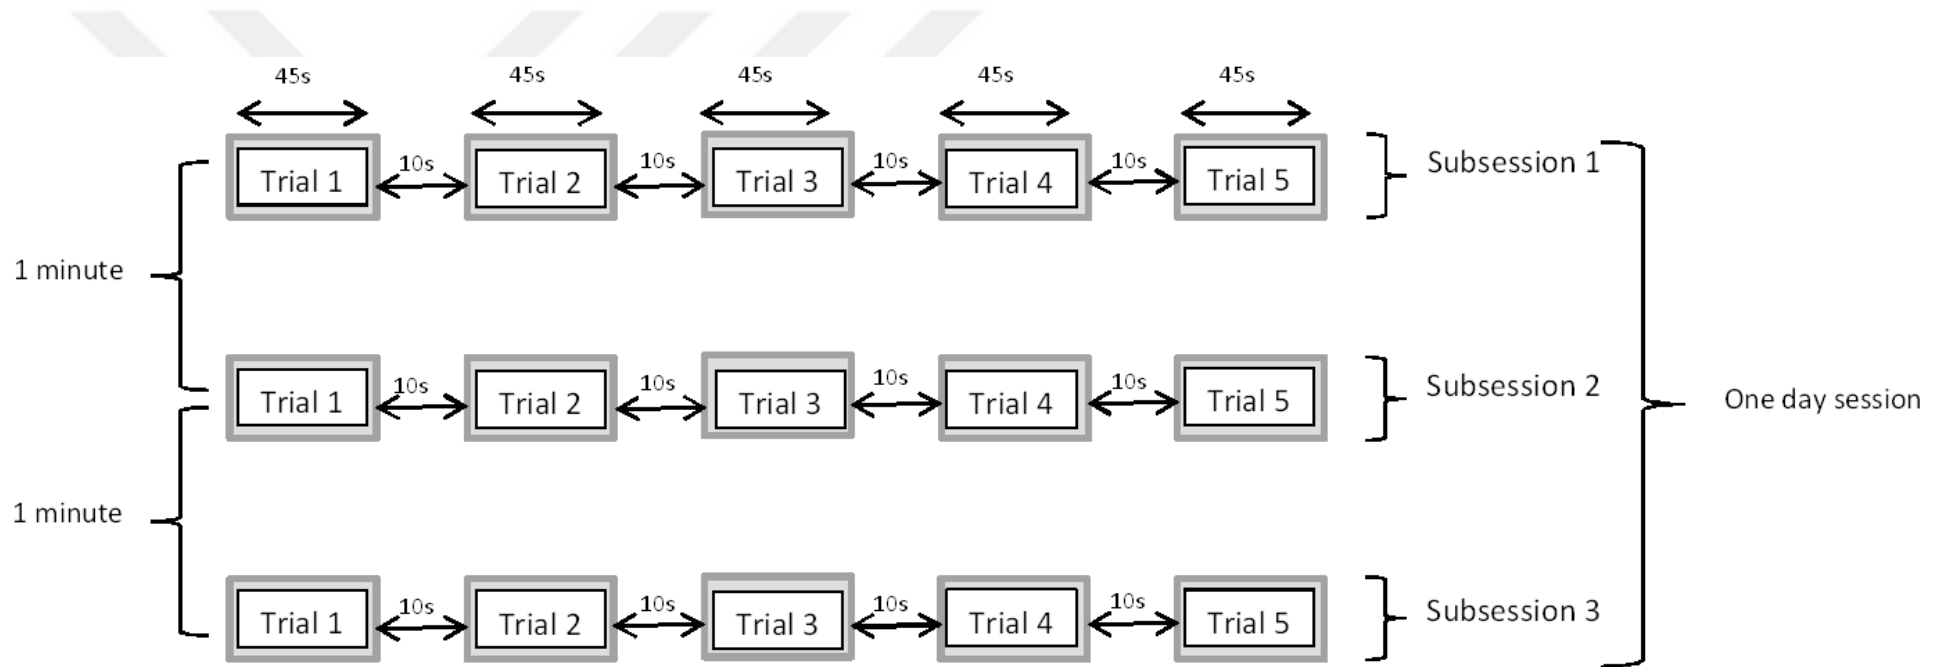 45s 45s 45s 45s 45s
Trial 1 10s Trial 2 10s Trial 3 10s Trial 4 10s Trial 5 Subsession 1
1 minute
Trial 1 10s Trial 2 10s Trial 3 10s Trial 4 10s Trial 5 Subsession 2
One day session
1 minute
Trial 1 10s Trial 2 10s Trial 3 10s Trial 4 10s Trial 5 Subsession 3